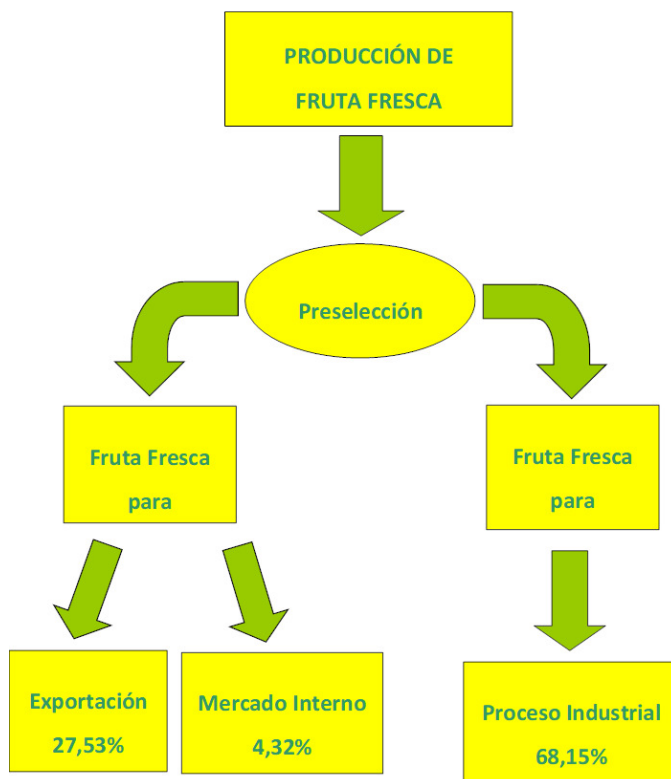 PRODUCCIÓN DE
FRUTA FRESCA
Preselección
Fruta Fresca
para
Fruta Fresca
para
Exportación
27,53%
Mercado Interno
4,32%
Proceso Industrial
68,15%